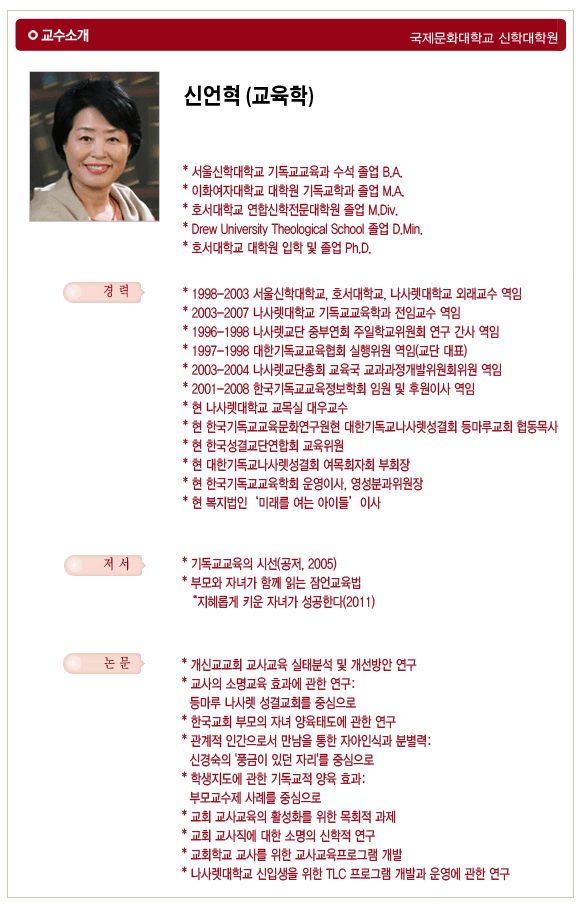 교수소개
국제문화대학교 신학대학원
신언혁 (교육학)
* 서울신학대학교 기독교교육과 수석 졸업 B.A.
* 이화여자대학교 대학원 기독교학과 졸업 M.A.
* 호서대학교 연합신학전문대학원 졸업 M.Div.
* Drew University Theological School 졸업 D.Min.
* 호서대학교 대학원 입학 및 졸업 Ph.D.
경 력
* 1998-2003 서울신학대학교, 호서대학교, 나사렛대학교 외래교수 역임
* 2003-2007 나사렛대학교 기독교교육학과 전임교수 역임
* 1996-1998 나사렛교단 중부연회 주일학교위원회 연구 간사 역임
* 1997-1998 대한기독교교육협회 실행위원 역임(교단 대표)
* 2003-2004 나사렛교단총회 교육국 교과과정개발위원회위원 역임
* 2001-2008 한국기독교교육정보학회 임원 및 후원이사 역임
* 현 나사렛대학교 교목실 대우교수
* 현 한국기독교교육문화연구원현 대한기독교나사렛성결회 등마루교회 협동목사
* 현 한국성결교단연합회 교육위원
* 현 대한기독교나사렛성결회 여목회자회 부회장
* 현 한국기독교교육학회 운영이사, 영성분과위원장
* 현 복지법인 ‘미래를 여는 아이들’ 이사
저 서
* 기독교교육의 시선(공저, 2005)
* 부모와 자녀가 함께 읽는 잠언교육법
“지혜롭게 키운 자녀가 성공한다(2011)
논 문
* 개신교교회 교사교육 실태분석 및 개선방안 연구
* 교사의 소명교육 효과에 관한 연구:
등마루 나사렛 성결교회를 중심으로
* 한국교회 부모의 자녀 양육태도에 관한 연구
* 관계적 인간으로서 만남을 통한 자아인식과 분별력:
신경숙의 '풍금이 있던 자리'를 중심으로
* 학생지도에 관한 기독교적 양육 효과:
부모교수제 사례를 중심으로
* 교회 교사교육의 활성화를 위한 목회적 과제
* 교회 교사직에 대한 소명의 신학적 연구
* 교회학교 교사를 위한 교사교육프로그램 개발
* 나사렛대학교 신입생을 위한 TLC 프로그램 개발과 운영에 관한 연구